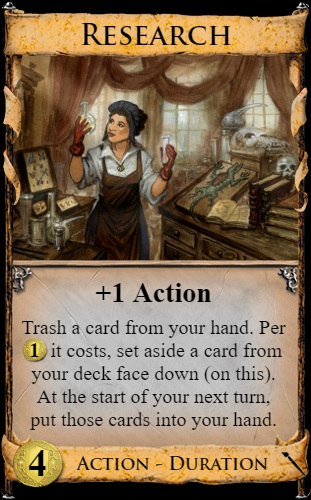 RESEARCH
+1 Action
Trash a card from your hand. Per
1 it costs, set aside a card from
your deck face down (on this).
At the start of your next turn,
put those cards into your hand.
4 ACTION - DURATION